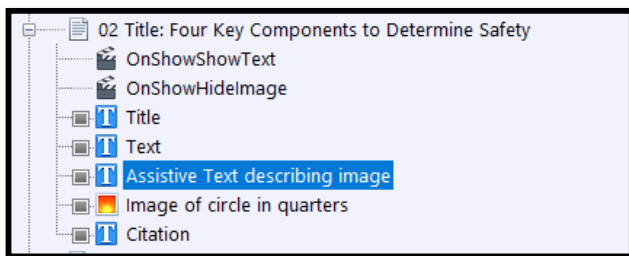 02 Title: Four Key Components to Determine Safety
OnShowShowText
OnShowHideImage
Title
Text
Assistive Text describing image
Image of circle in quarters
Citation